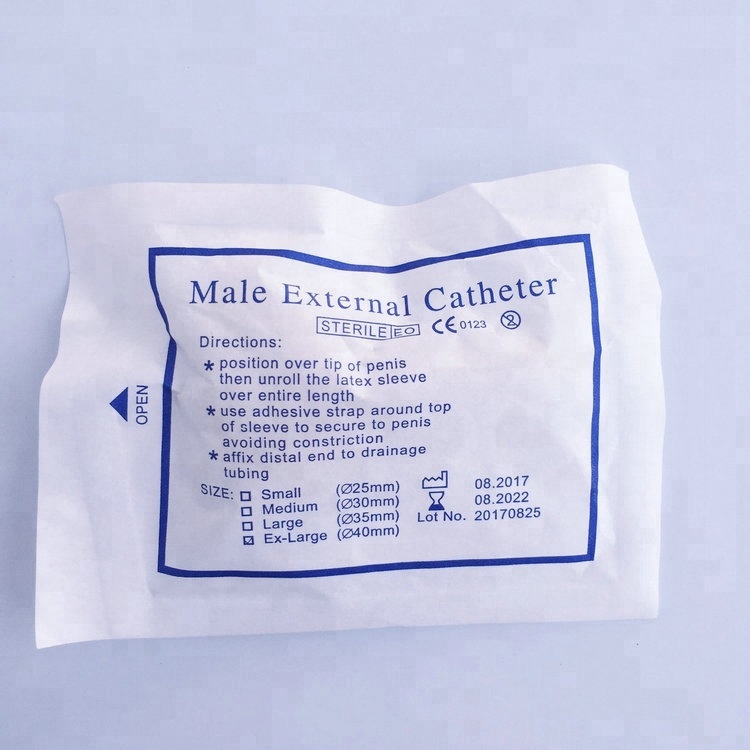 Male External Catheter
STERILE EO CE 0123 2
Directions:
* position over tip of penis
then unroll the latex sleeve
over entire length
* use adhesive strap around top
of sleeve to secure to penis
avoiding constriction
* affix distal end to drainage
tubing
OPEN
SIZE: Small (Ø25mm)
Medium (Ø30mm)
Large (Ø35mm)
Ex-Large (Ø40mm)
08.2017
08.2022
Lot No. 20170825